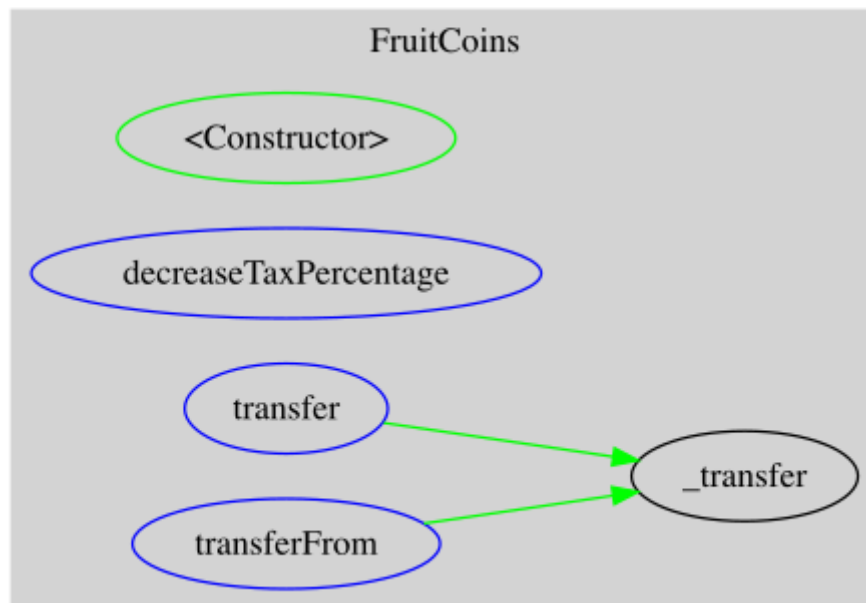 FruitCoins
<Constructor>
decreaseTaxPercentage
transfer
_transfer
transferFrom